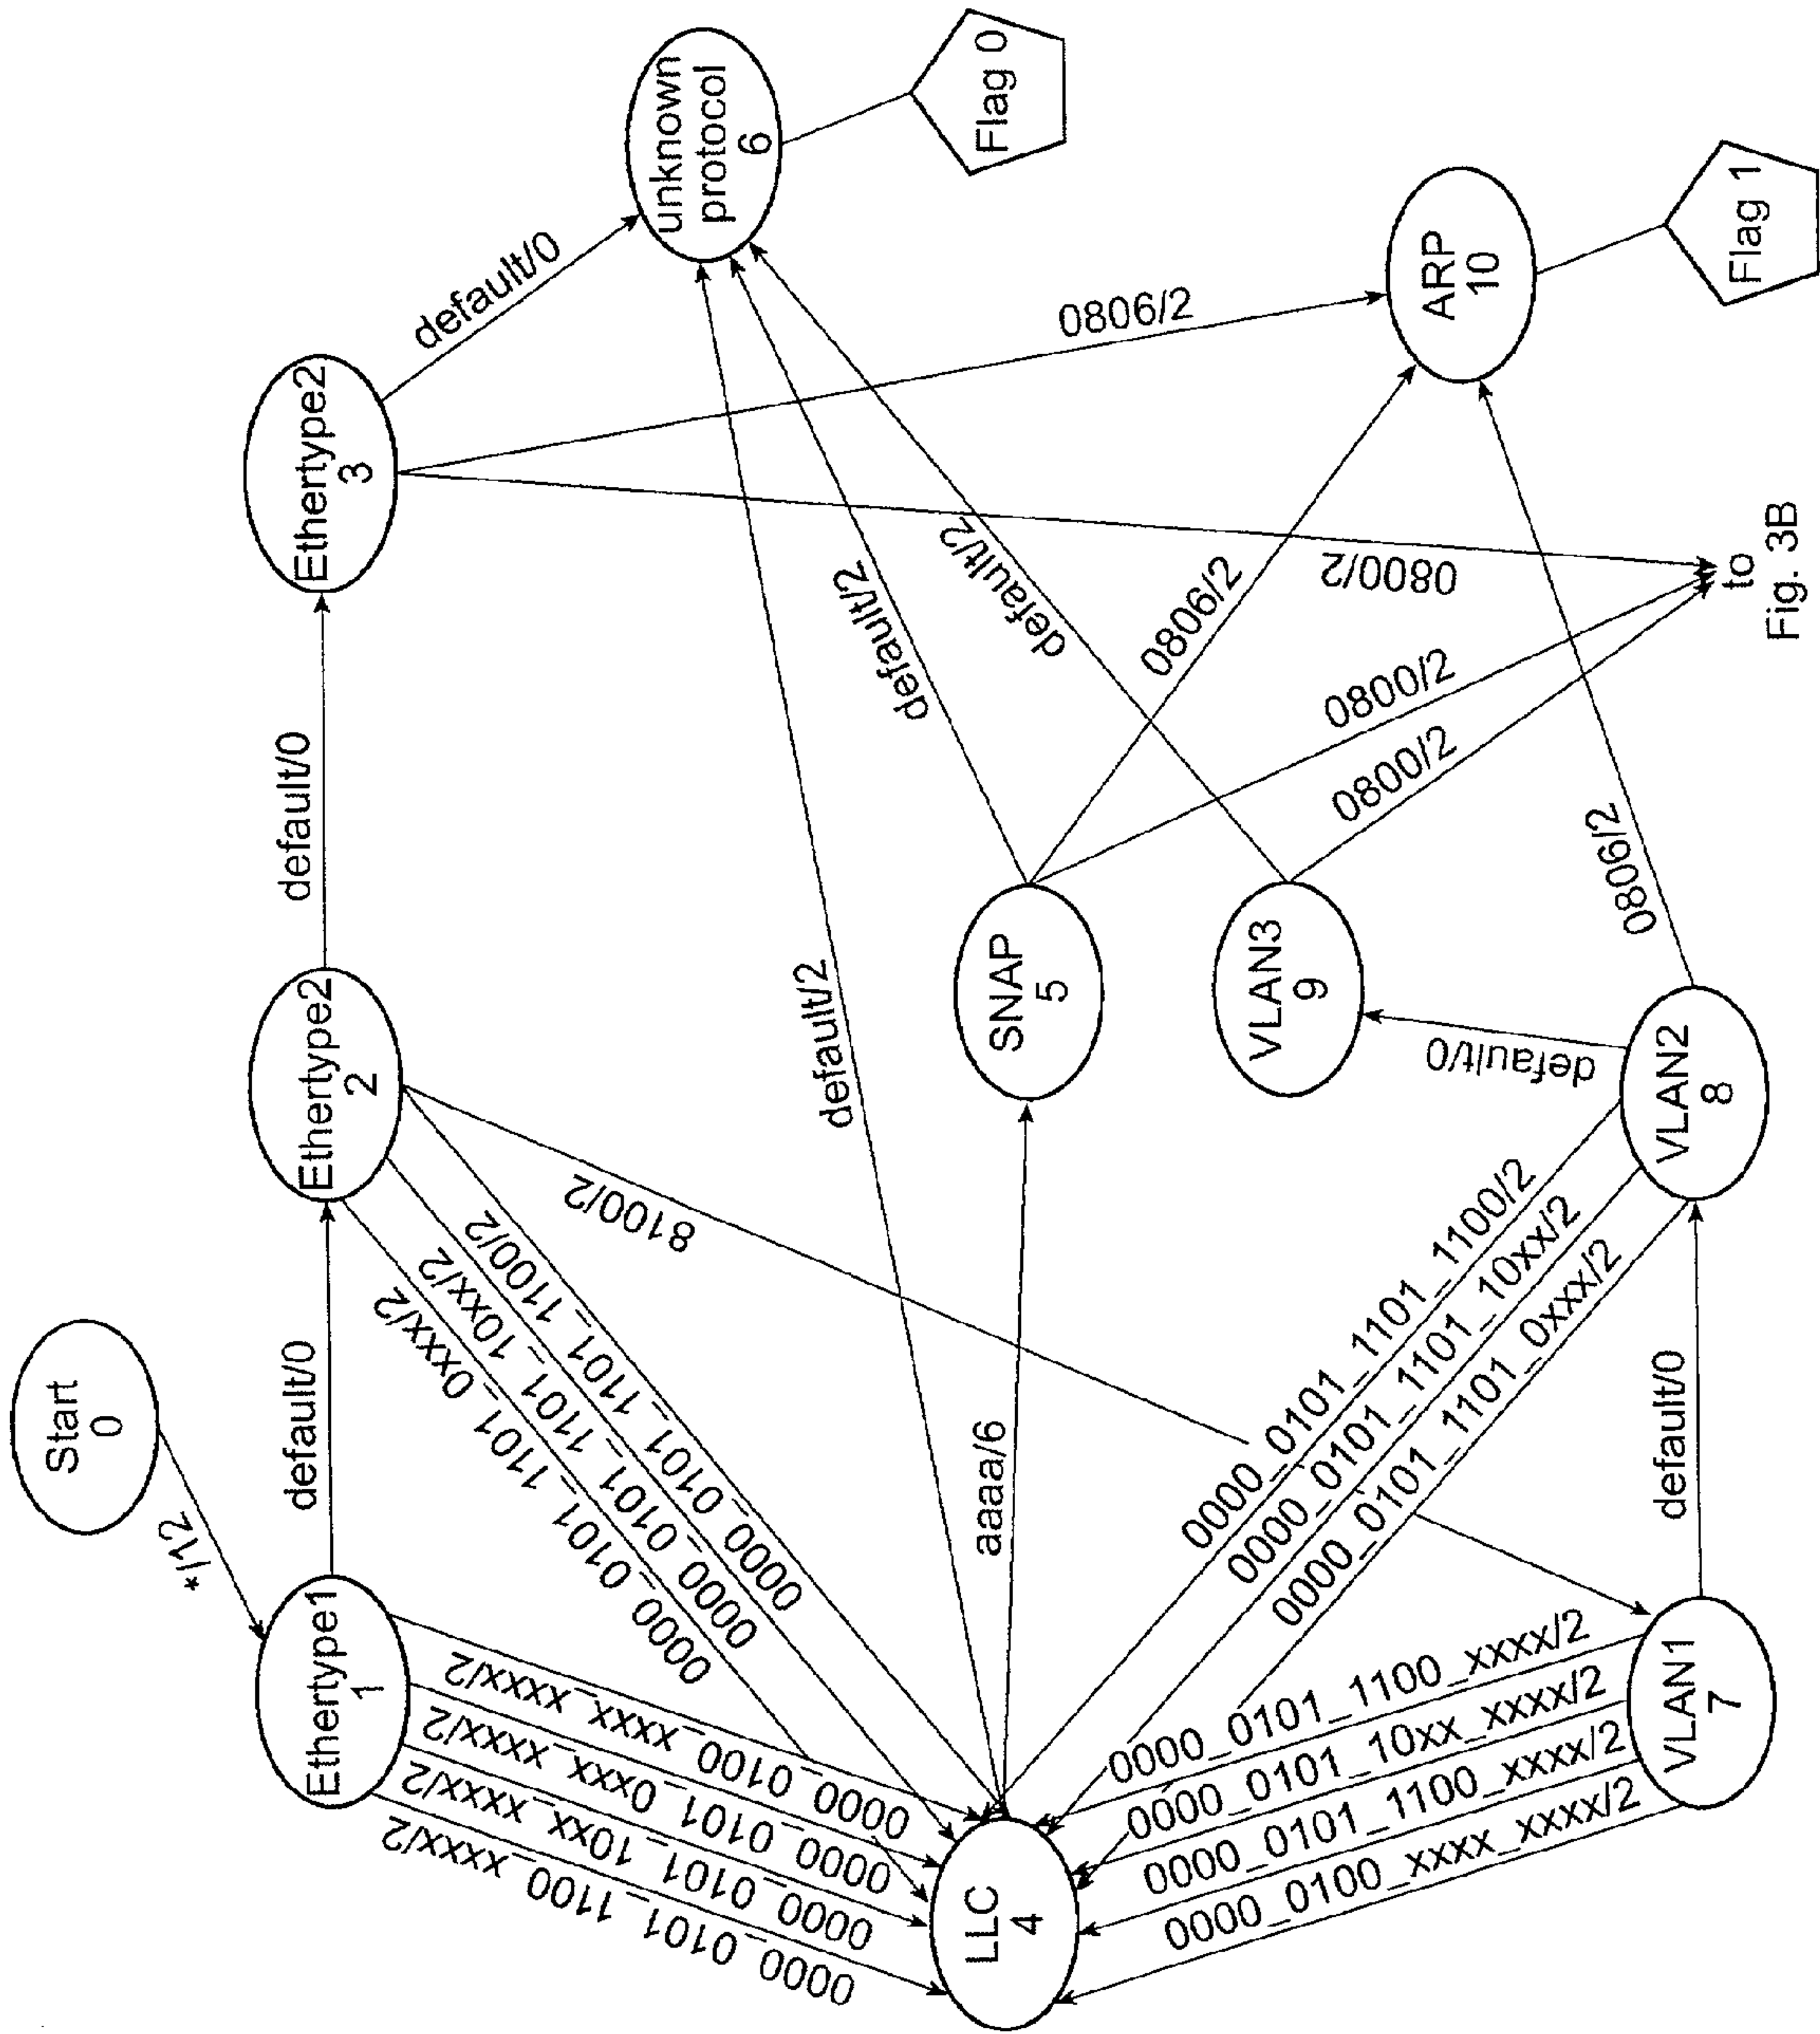 Start
0
*/12
Ethertype1
1
default/0
Ethertype2
2
default/0
Ethertype2
3
default/0
unknown
protocol
6
Flag 0
0000_0101_1100_xxxx/2
0000_0101_10xx_xxxx/2
0000_0101_0xxx_xxxx/2
0000_0100_xxxx_xxxx/2
0000_0101_1101_0xxx/2
0000_0101_1101_10xx/2
0000_0101_1101_1100/2
8100/2
default/2
default/2
default/2
0806/2
0800/2
LLC
4
aaaa/6
SNAP
5
0806/2
0800/2
0800/2
ARP
10
Flag 1
VLAN3
9
default/0
0806/2
to
Fig. 3B
0000_0101_1101_1100/2
0000_0101_1101_10xx/2
0000_0101_1101_0xxx/2
0000_0101_1100_xxxx/2
0000_0101_10xx_xxxx/2
0000_0101_1100_xxxx/2
0000_0100_xxxx_xxxx/2
VLAN1
7
default/0
VLAN2
8